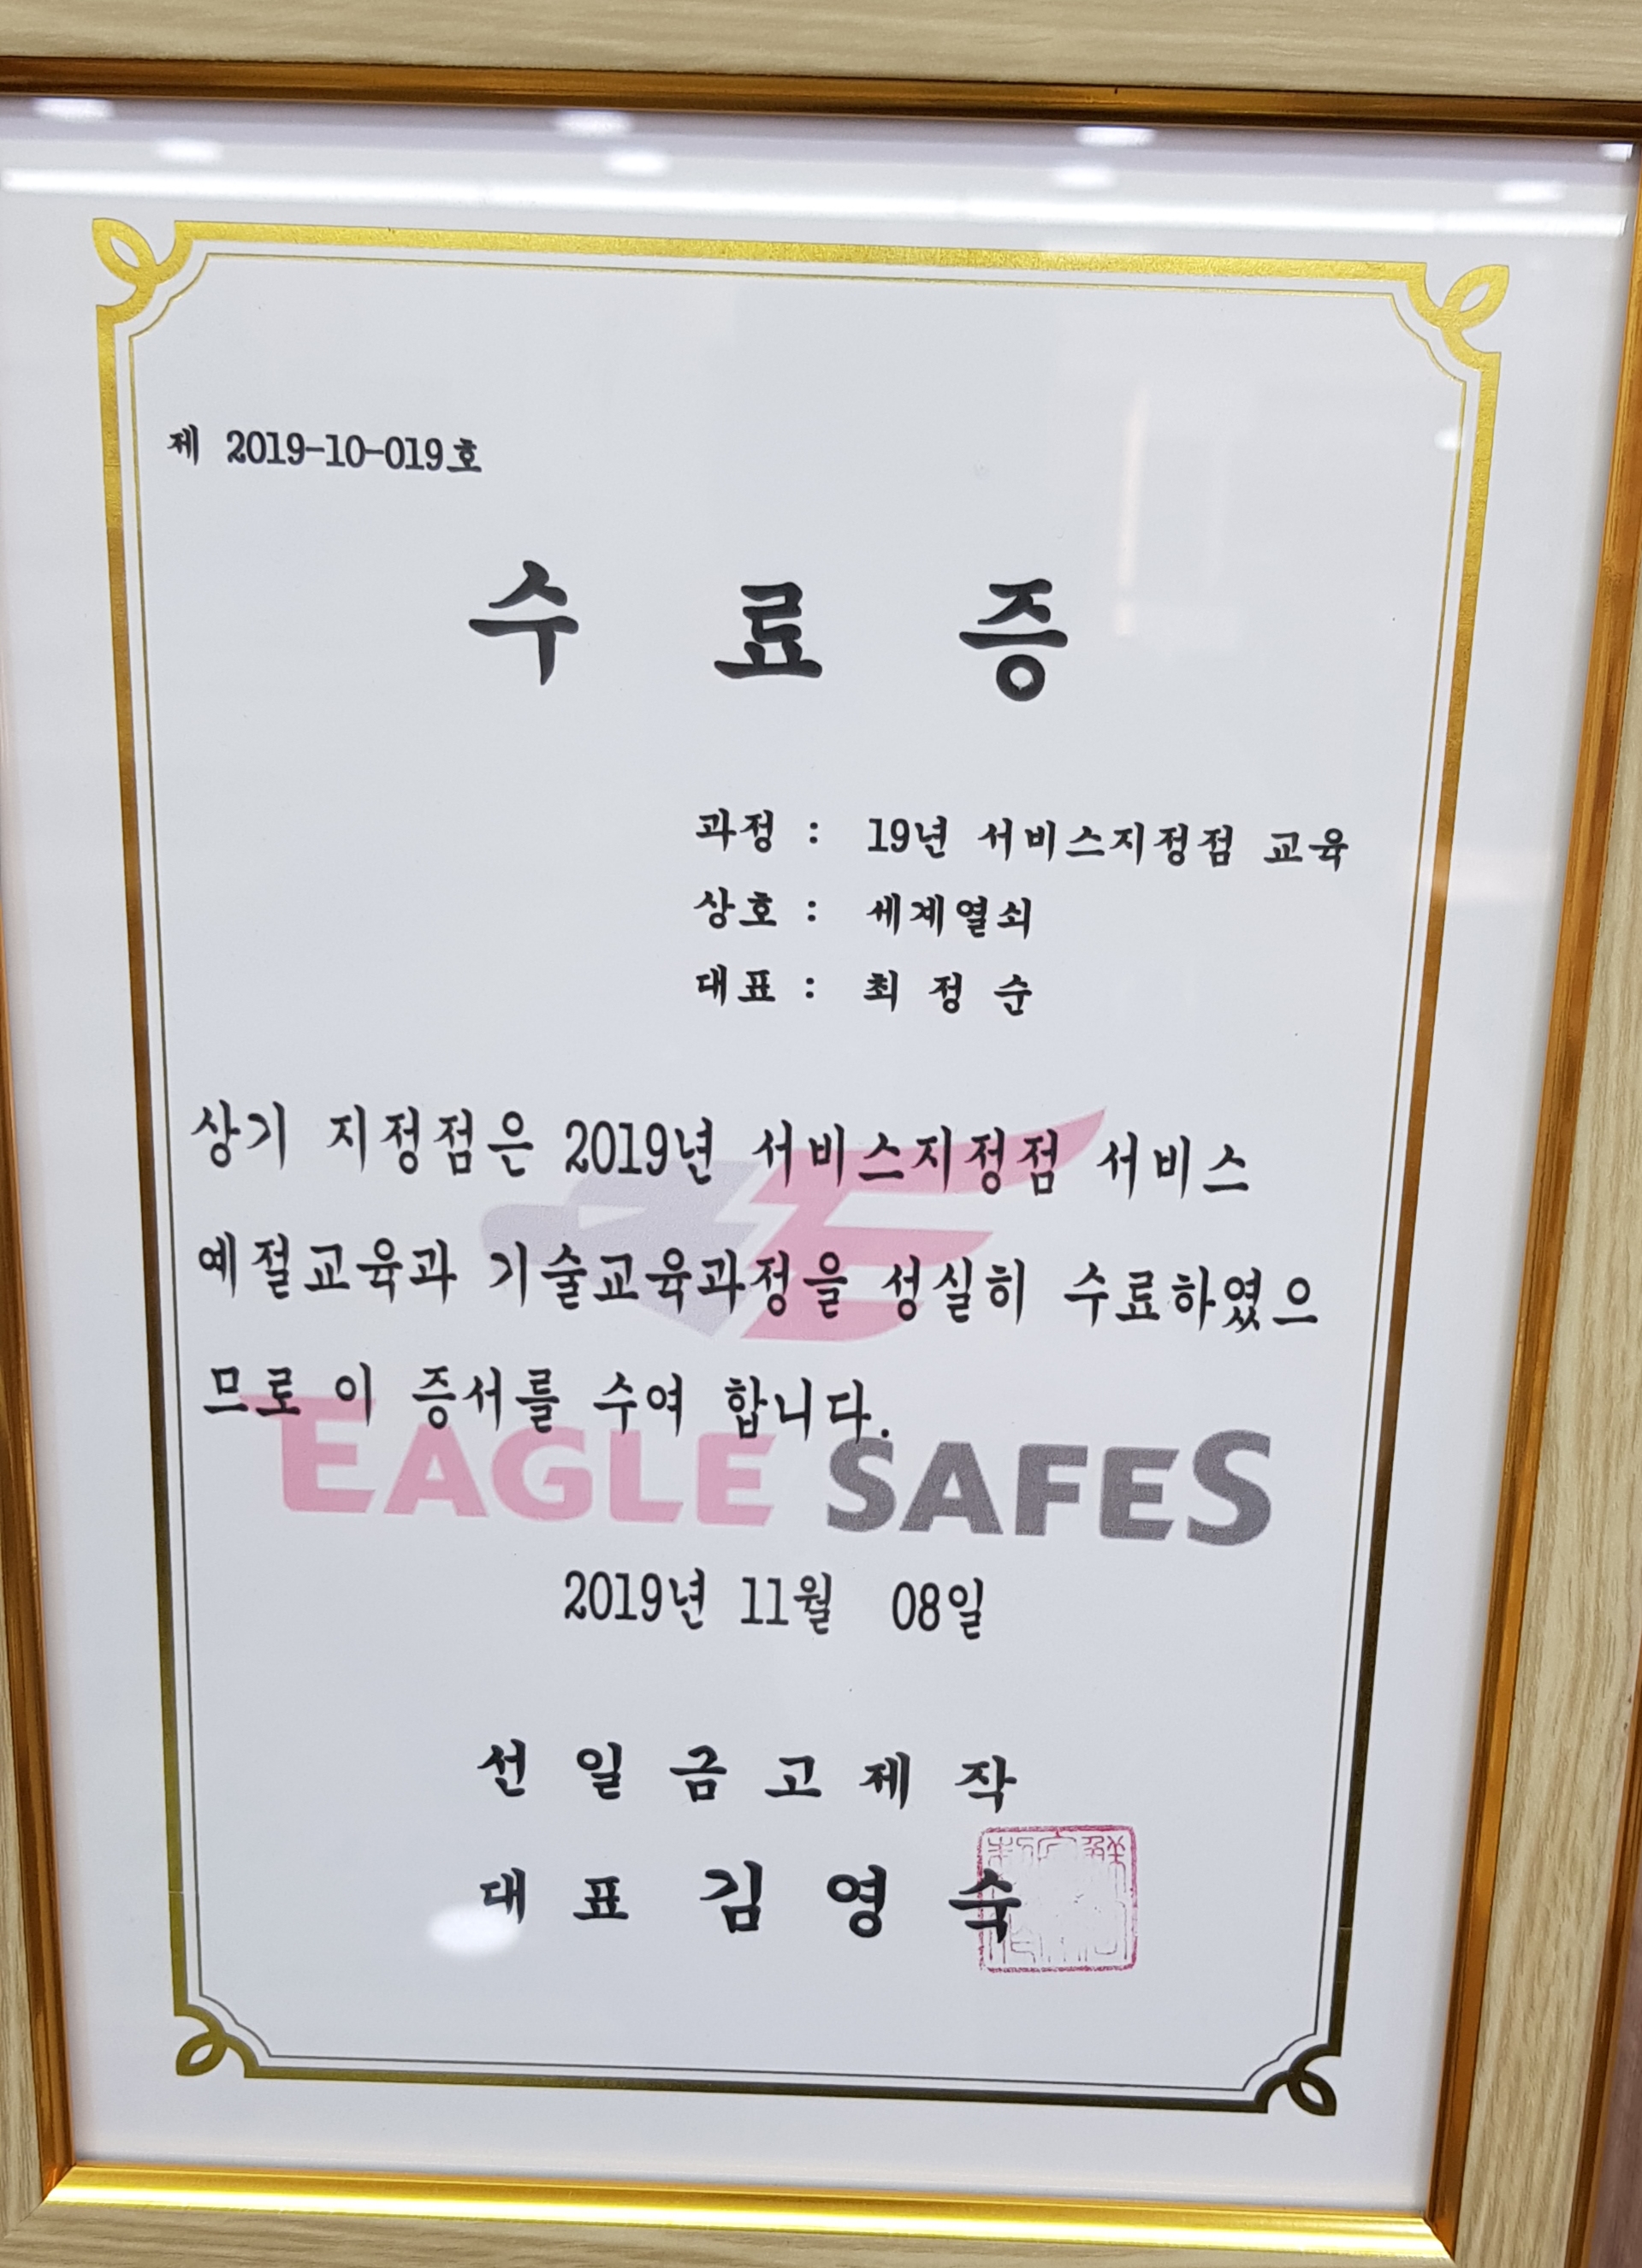 제 2019-10-019호
수 료 증
과정 : 19년 서비스지정점 교육
상호 : 세계열쇠
대표 : 최 정 순
상기 지정점은 2019년 서비스지정점 서비스
예절교육과 기술교육과정을 성실히 수료하였으
므로 이 증서를 수여 합니다.
EAGLE SAFES
2019년 11월 08일
선 일 금 고 제 작
대 표 김 영 숙